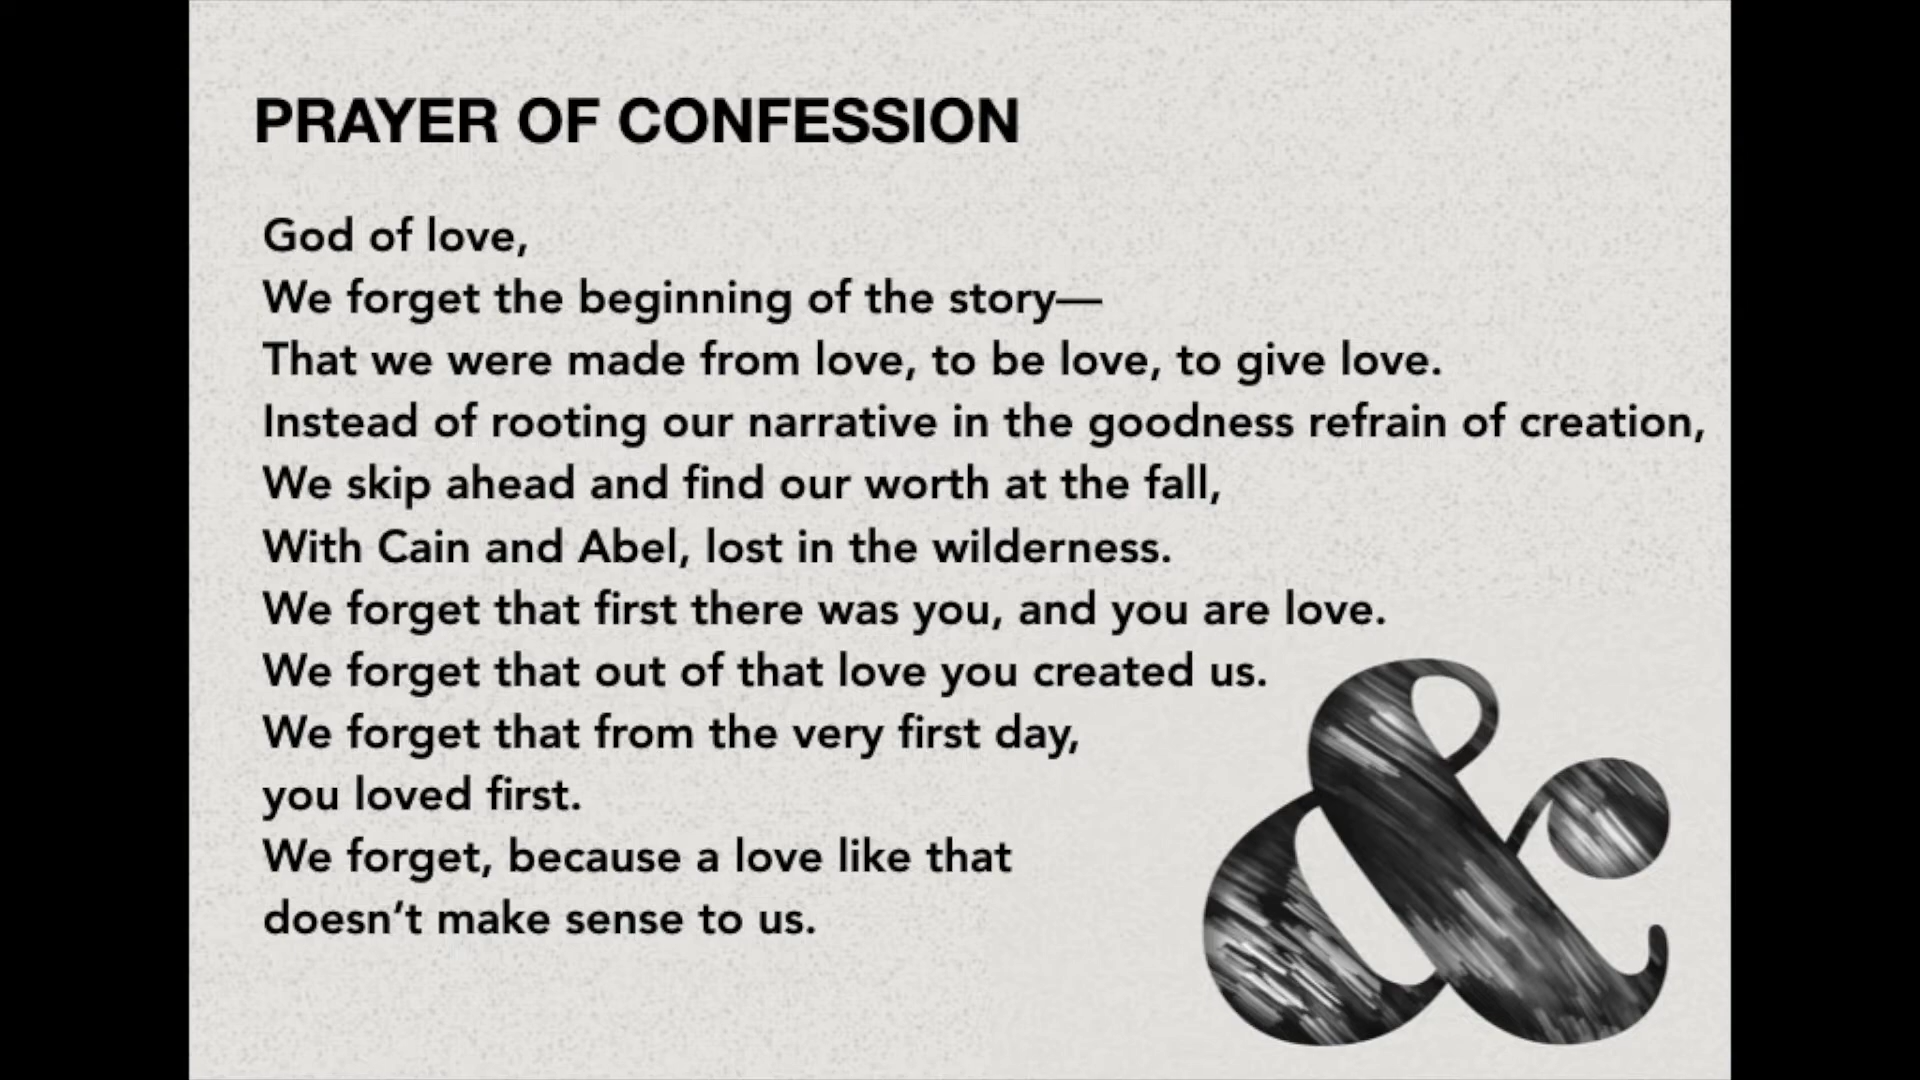 PRAYER OF CONFESSION
God of love,
We forget the beginning of the story—
That we were made from love, to be love, to give love.
Instead of rooting our narrative in the goodness refrain of creation,
We skip ahead and find our worth at the fall,
With Cain and Abel, lost in the wilderness.
We forget that first there was you, and you are love.
We forget that out of that love you created us.
We forget that from the very first day,
you loved first.
We forget, because a love like that
doesn’t make sense to us.
&